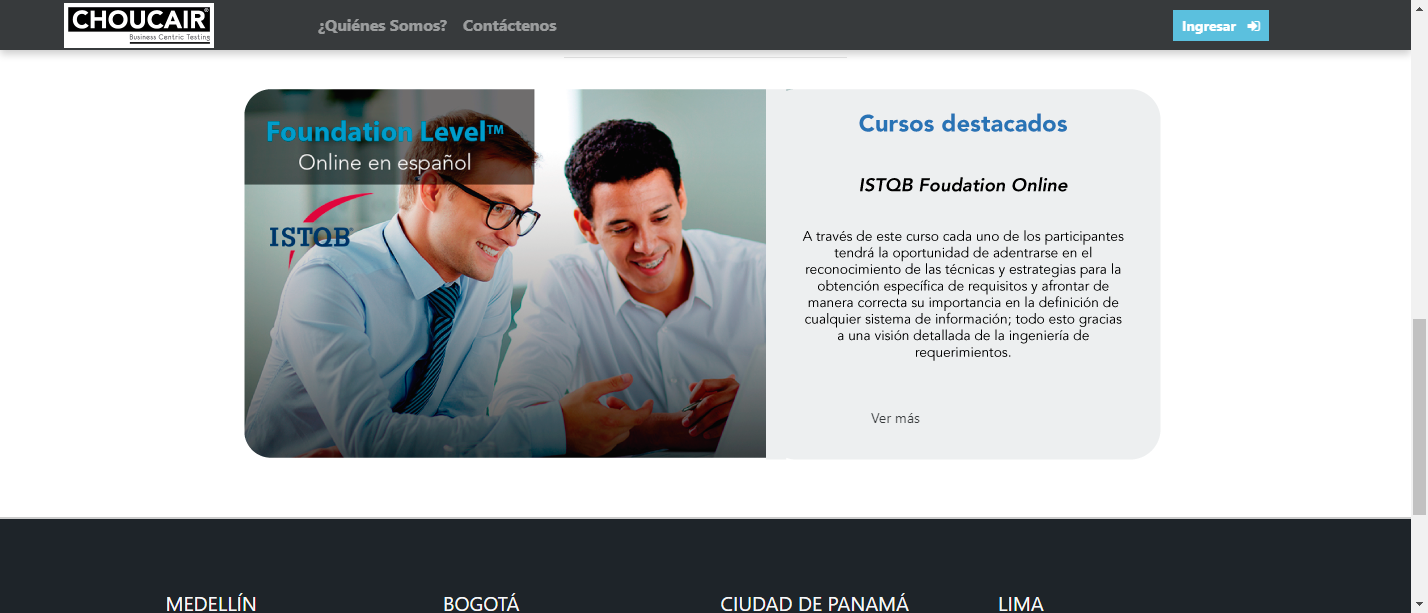 CHOUCAIR®
Business Centric Testing
¿Quiénes Somos? Contáctenos
Ingresar
Foundation Level™
Online en español
ISTQB®
Cursos destacados
ISTQB Foudation Online
A través de este curso cada uno de los participantes
tendrá la oportunidad de adentrarse en el
reconocimiento de las técnicas y estrategias para la
obtención específica de requisitos y afrontar de
manera correcta su importancia en la definición de
cualquier sistema de información; todo esto gracias
a una visión detallada de la ingeniería de
requerimientos.
Ver más
MEDELLÍN BOGOTÁ CIUDAD DE PANAMÁ LIMA